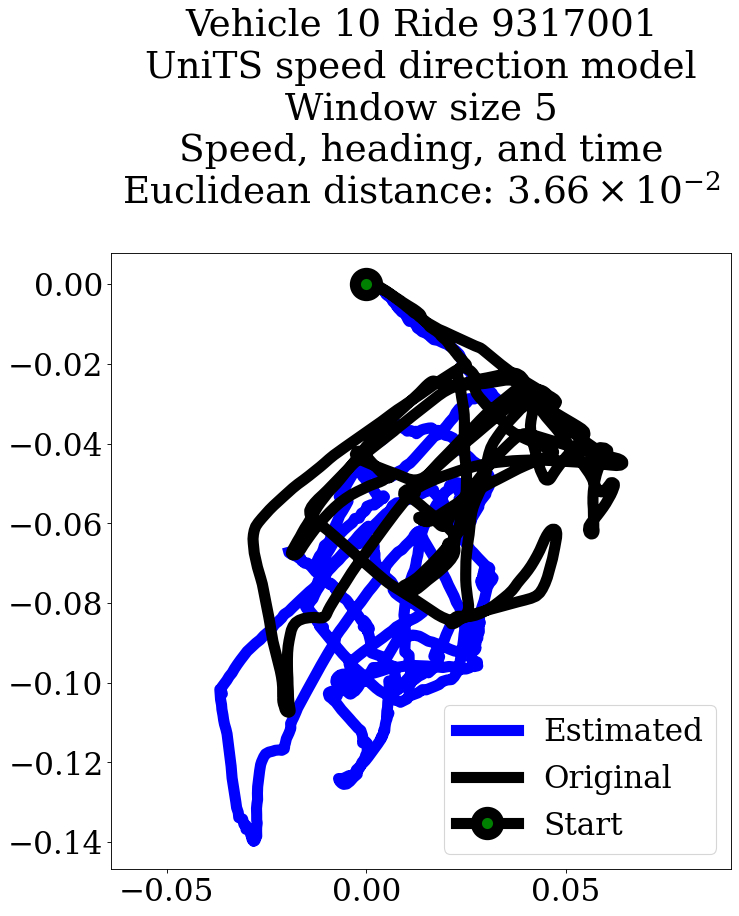 Vehicle 10 Ride 9317001
UniTS speed direction model
Window size 5
Speed, heading, and time
Euclidean distance: $3.66 \times 10^{-2}$
0.00
−0.02
−0.04
−0.06
−0.08
−0.10
−0.12
−0.14
Estimated
Original
Start
−0.05
0.00
0.05